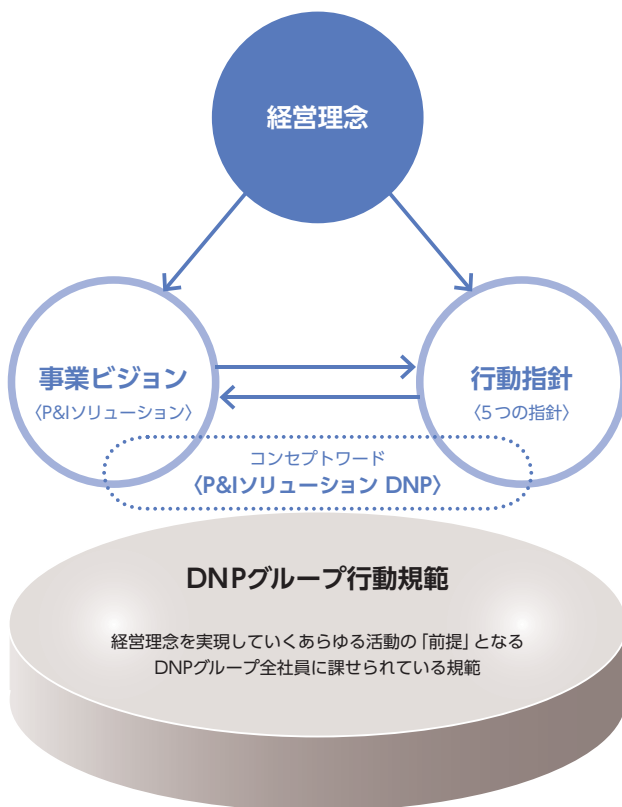 経営理念
事業ビジョン
〈P&Iソリューション〉
行動指針
〈5つの指針〉
コンセプトワード
〈P&Iソリューション DNP〉
DNPグループ行動規範
経営理念を実現していくあらゆる活動の「前提」となる
DNPグループ全社員に課せられている規範